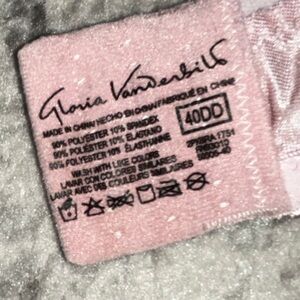 Gloria Vanderbilt
MADE IN CHINA/ HECHO EN CHINA/ FABRIQUÉ EN CHINE
90% POLYESTER 10% SPANDEX
90% POLIÉSTER 10% ELASTANO
90% POLYESTER 10% ÉLASTHANNE
40DD
WASH WITH LIKE COLORS
LAVAR CON COLORES SIMILARES
LAVAR AVEC DES COULEURS SIMILAIRES